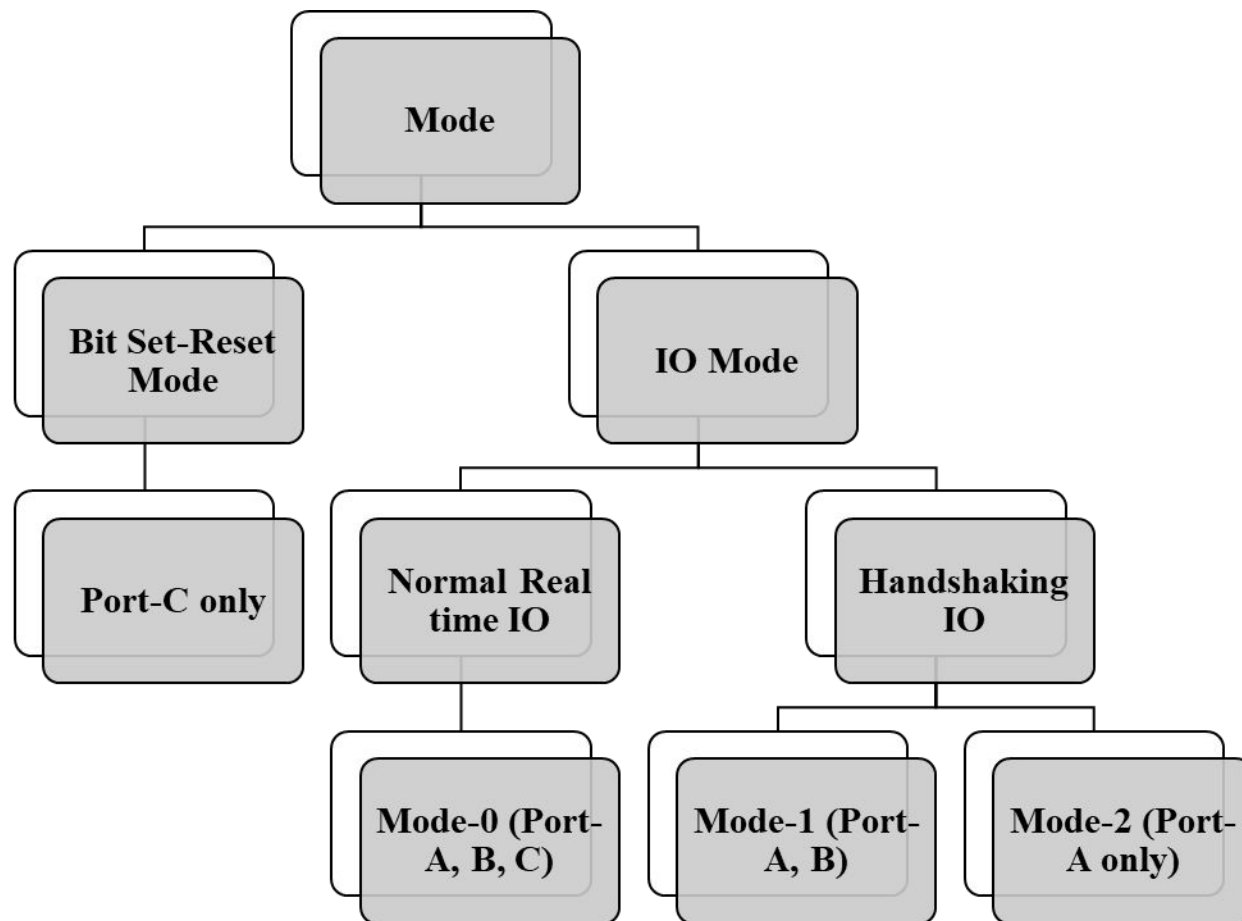 Mode
Bit Set-Reset
Mode
IO Mode
Port-C only
Normal Real
time IO
Handshaking
IO
Mode-0 (Port-
A, B, C)
Mode-1 (Port-
A, B)
Mode-2 (Port-
A only)